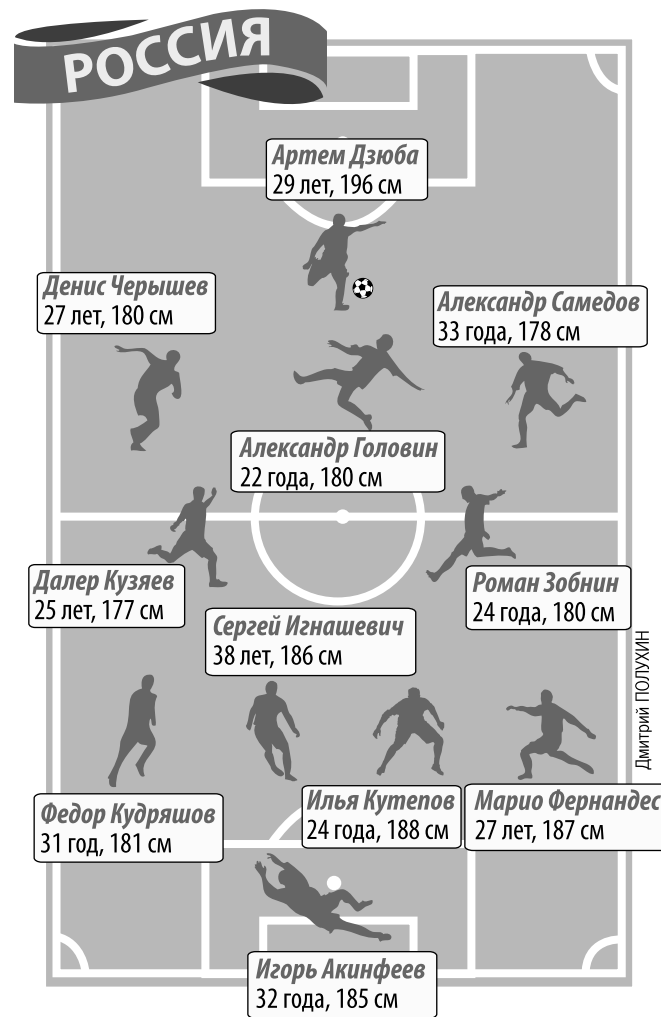 РОССИЯ
Артем Дзюба
29 лет, 196 см
Денис Черышев
27 лет, 180 см
Александр Самедов
33 года, 178 см
Александр Головин
22 года, 180 см
Далер Кузяев
25 лет, 177 см
Роман Зобнин
24 года, 180 см
Сергей Игнашевич
38 лет, 186 см
Дмитрий ПОЛУХИН
Федор Кудряшов
31 год, 181 см
Илья Кутепов
24 года, 188 см
Марио Фернандес
27 лет, 187 см
Игорь Акинфеев
32 года, 185 см